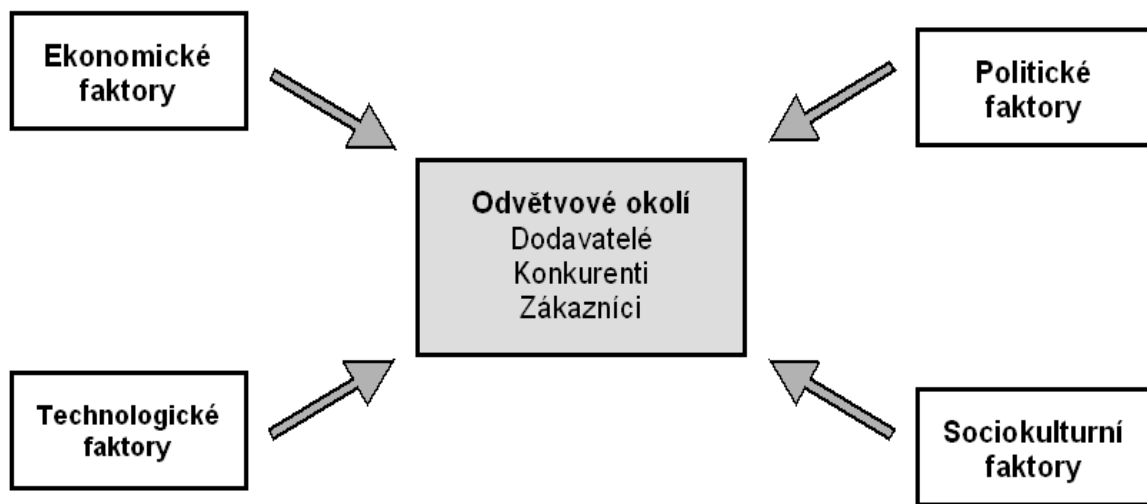 Ekonomické
faktory
Politické
faktory
Odvětvové okolí
Dodavatelé
Konkurenti
Zákazníci
Technologické
faktory
Sociokulturní
faktory